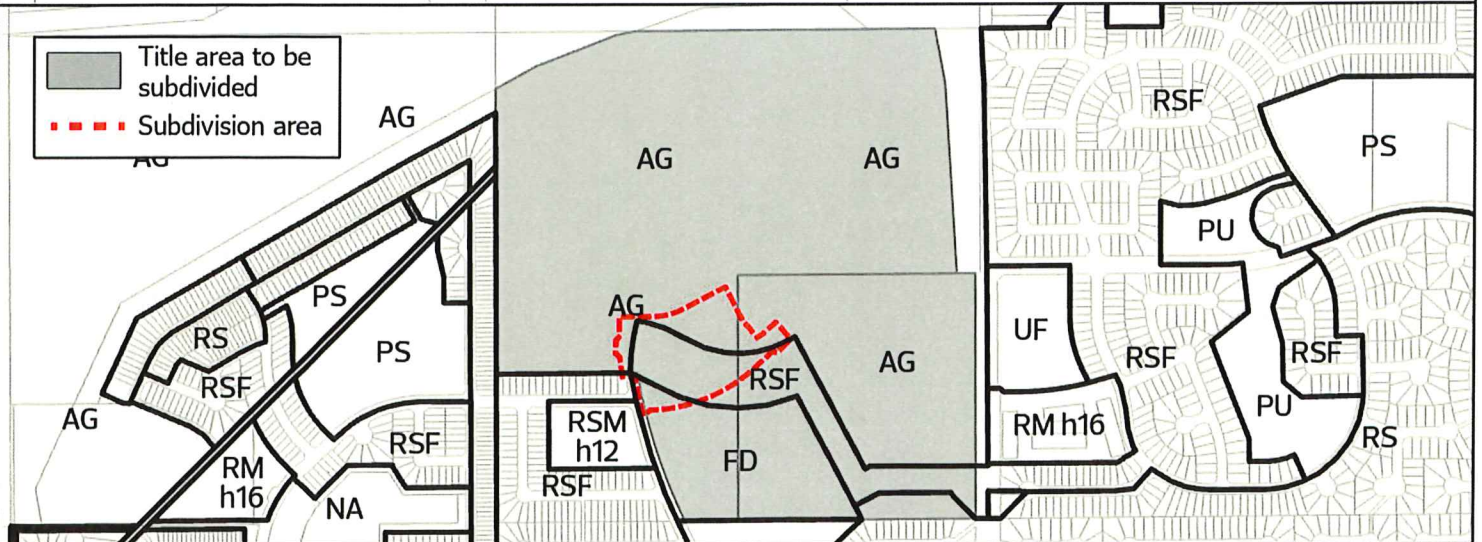 Title area to be
subdivided
Subdivision area
AG
AG
AG
AG
RSF
PS
PU
PS
AG
RS
PS
UF
RSF
RSF
AG
RSF
RSF
AG
RSM
h12
RM h16
PU
RS
RSF
RM
h16
FD
RSF
NA